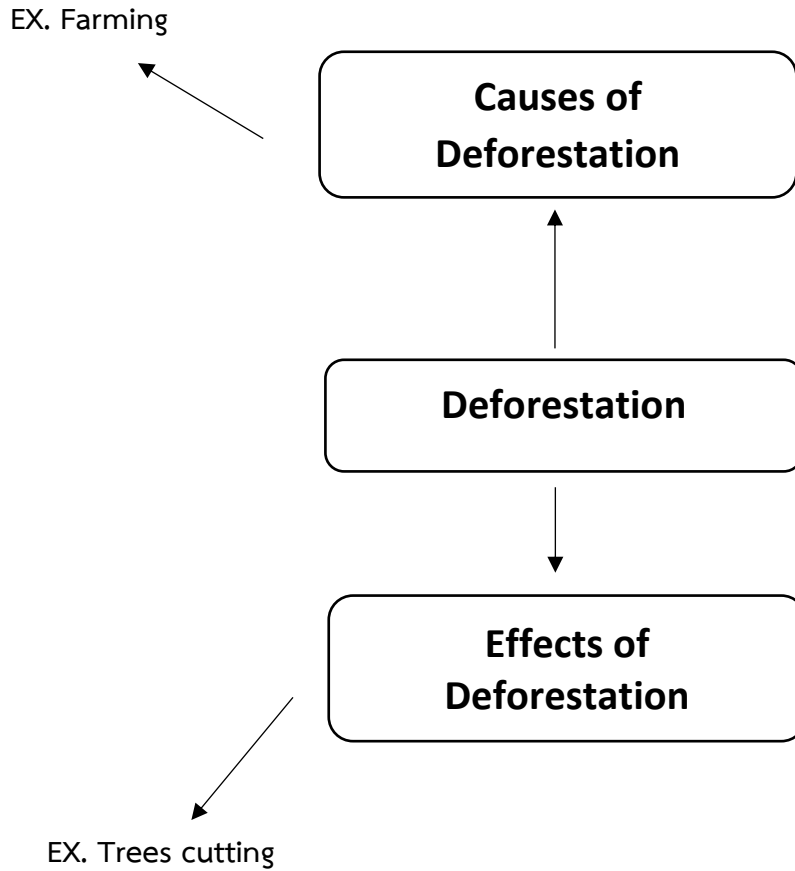 EX. Farming
Causes of
Deforestation
Deforestation
Effects of
Deforestation
EX. Trees cutting